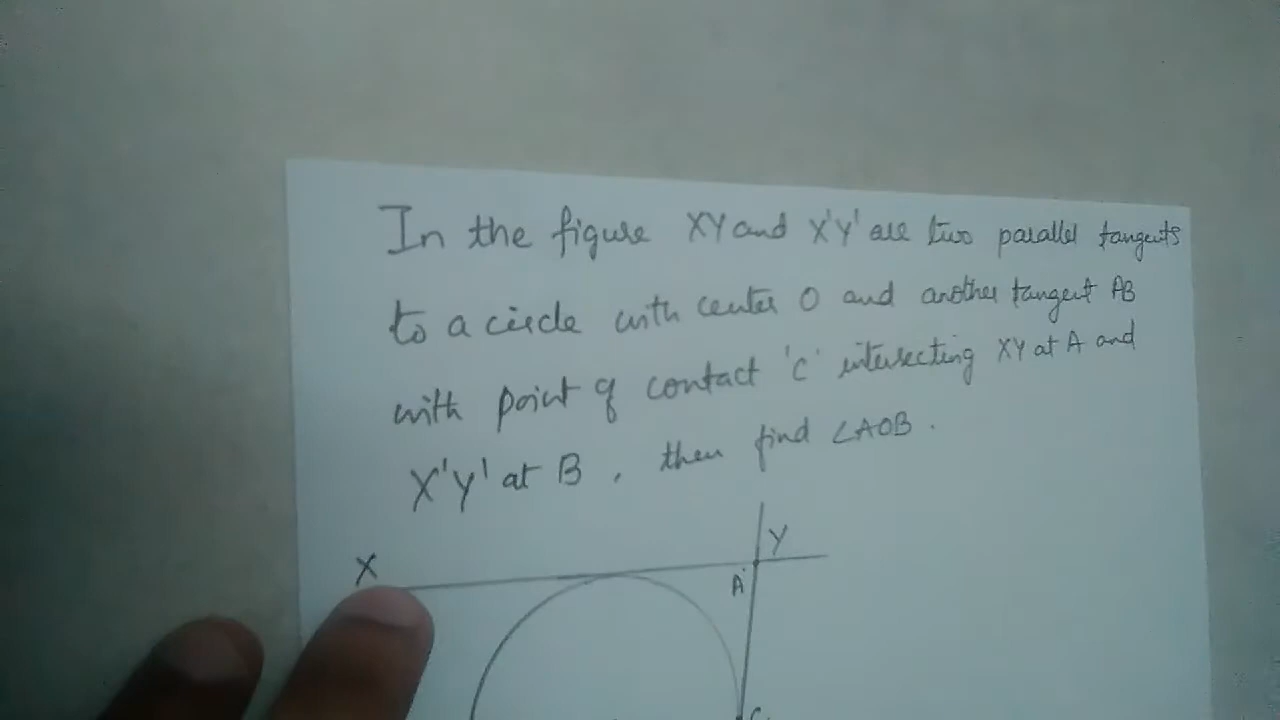 In the figure XY and X'Y' are two parallel tangents
to a circle with center O and another tangent AB
with point of contact 'C' intersecting XY at A and
X'Y' at B, then find ∠AOB.
X
Y
A
C